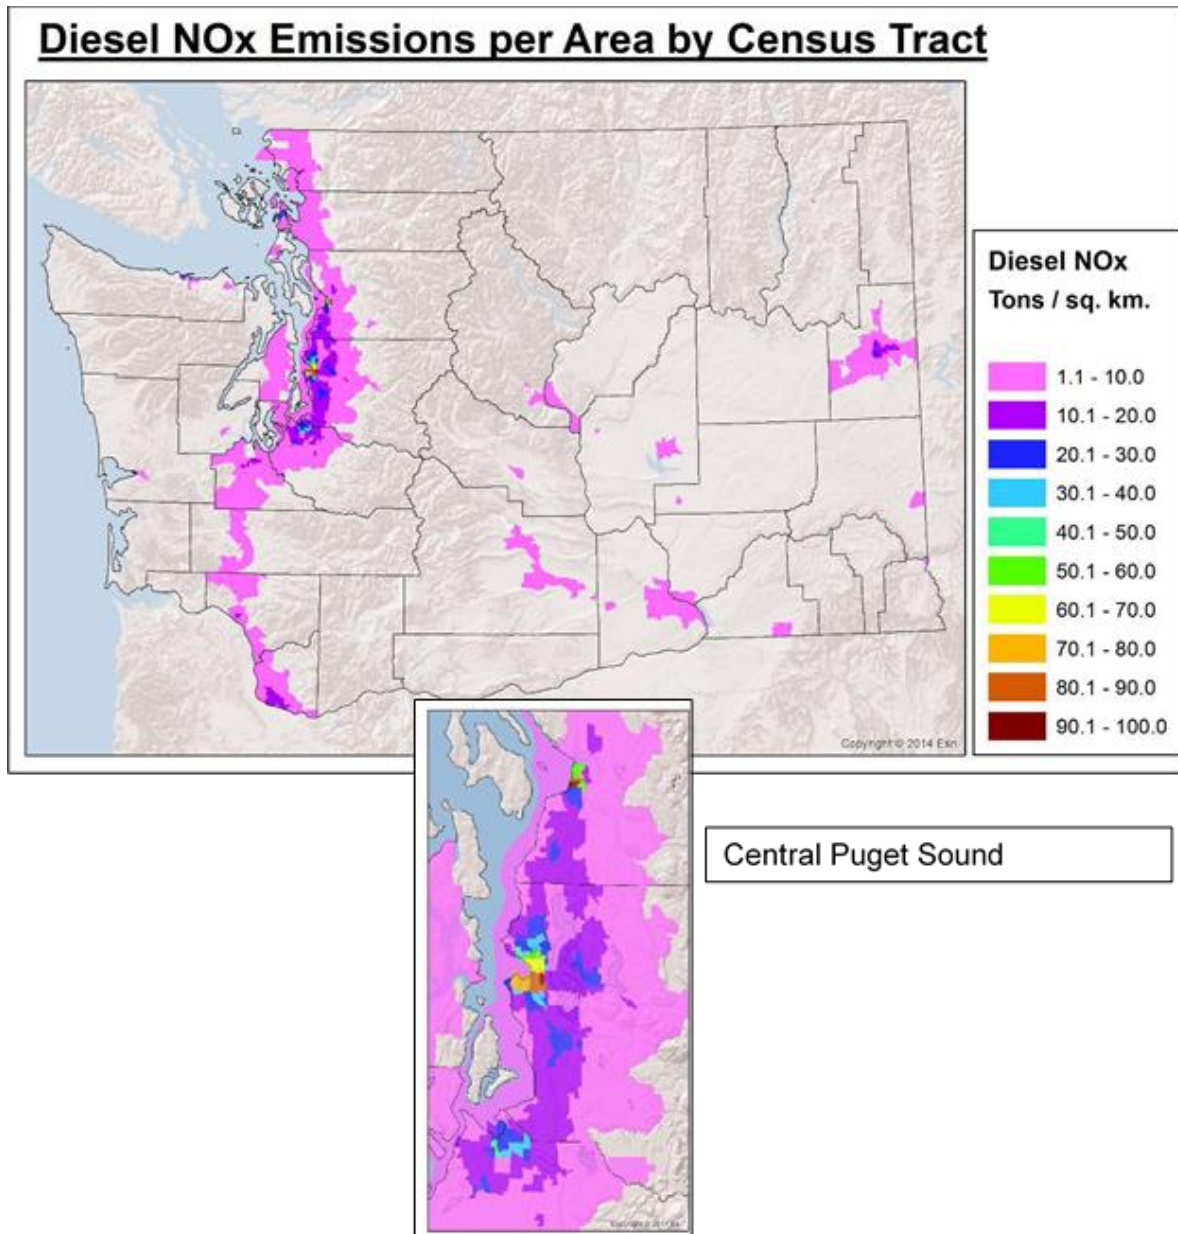 Diesel NOx Emissions per Area by Census Tract
Diesel NOx
Tons / sq. km.
1.1 - 10.0
10.1 - 20.0
20.1 - 30.0
30.1 - 40.0
40.1 - 50.0
50.1 - 60.0
60.1 - 70.0
70.1 - 80.0
80.1 - 90.0
90.1 - 100.0
Copyright © 2014 Esri
Central Puget Sound